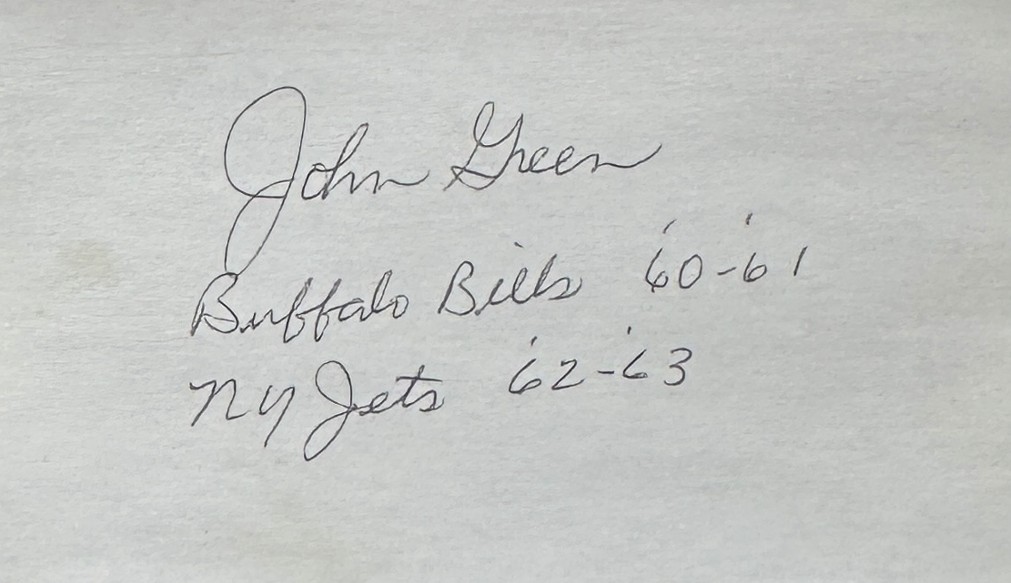 John Green
Buffalo Bills '60-'61
NY Jets '62-'63